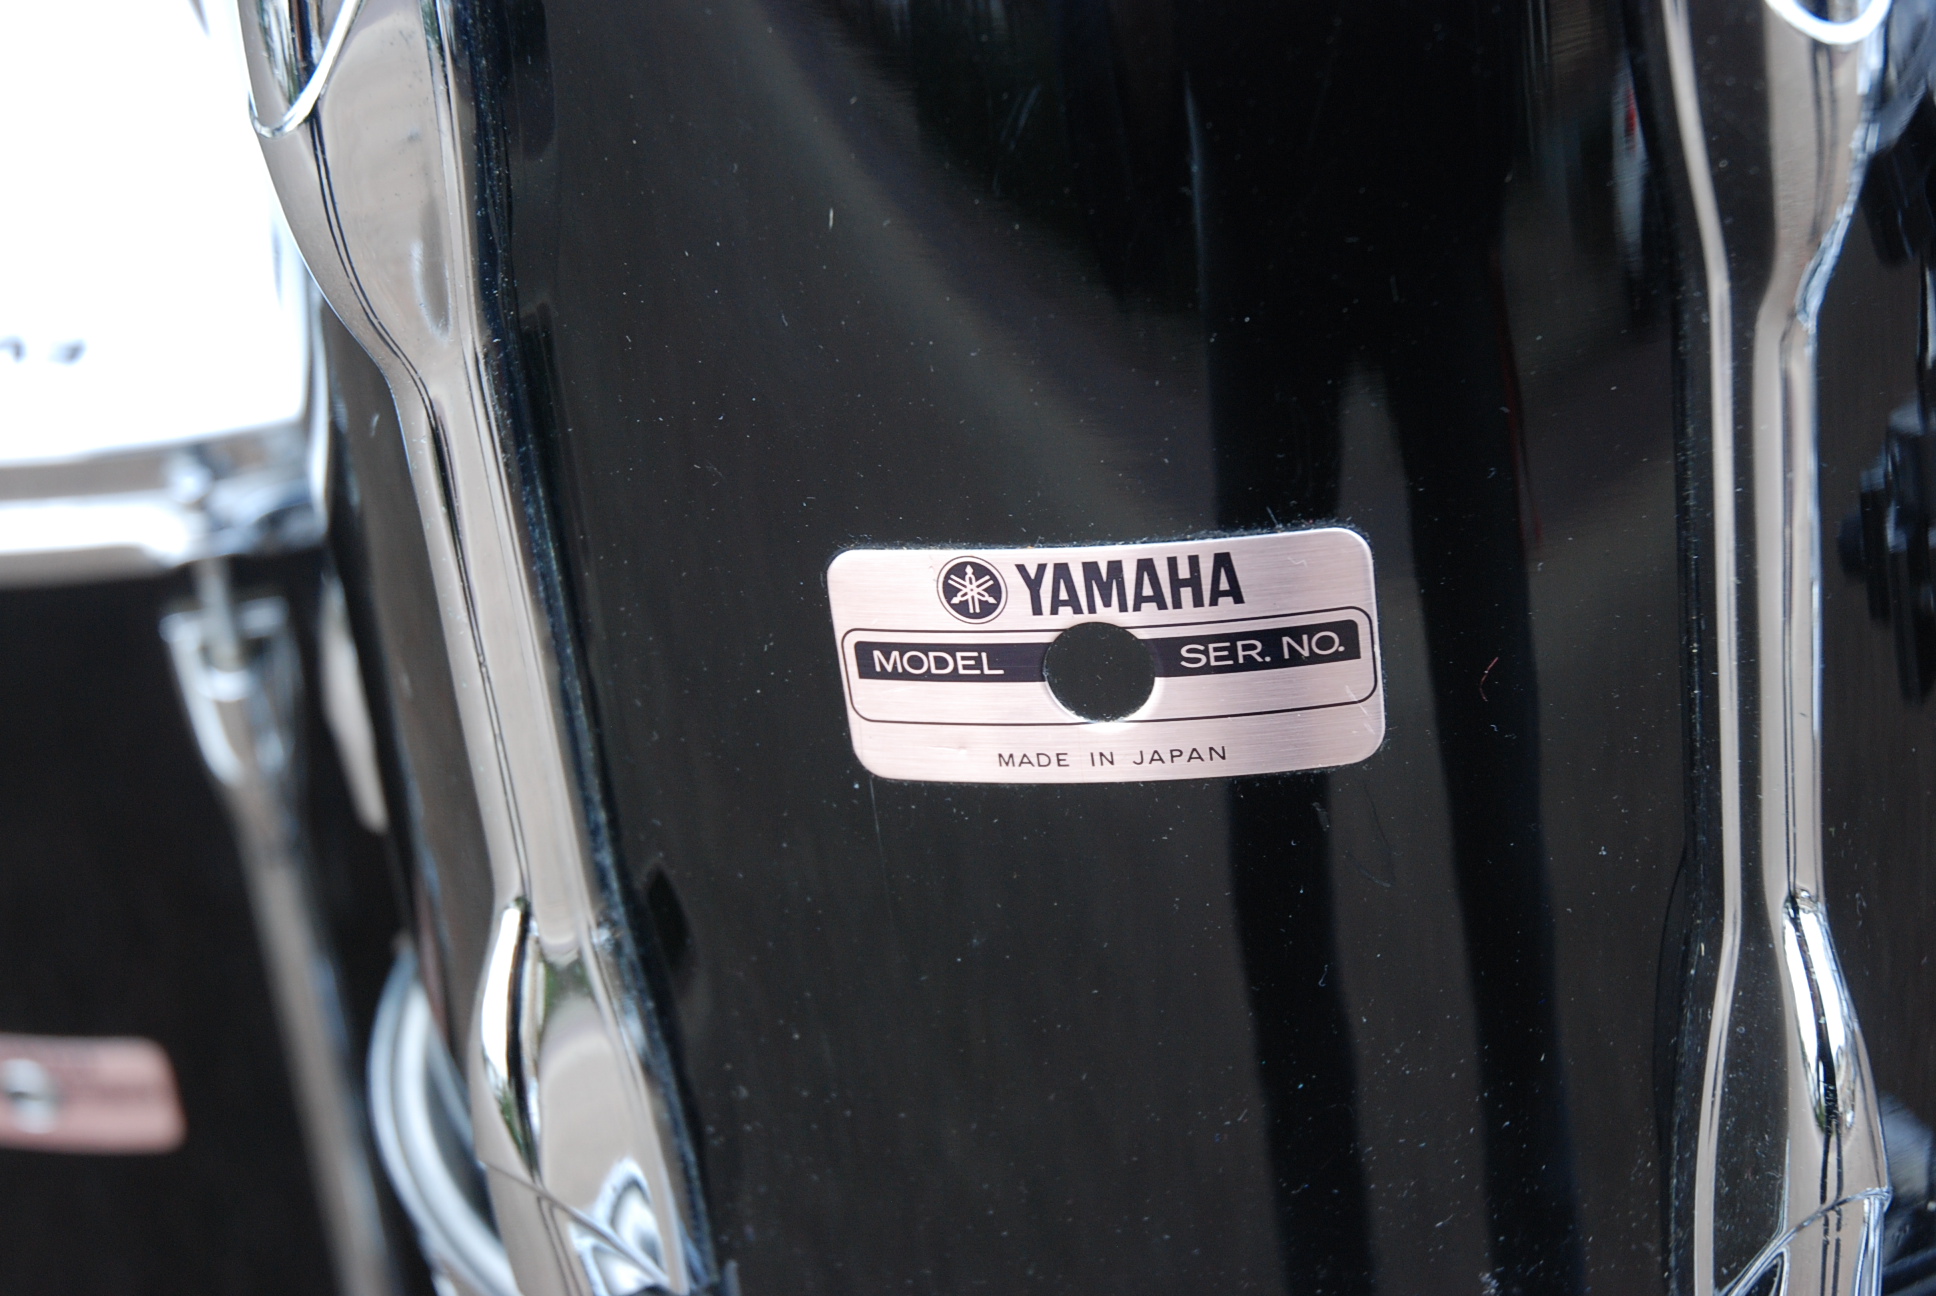 YAMAHA
MODEL SER. NO.
MADE IN JAPAN